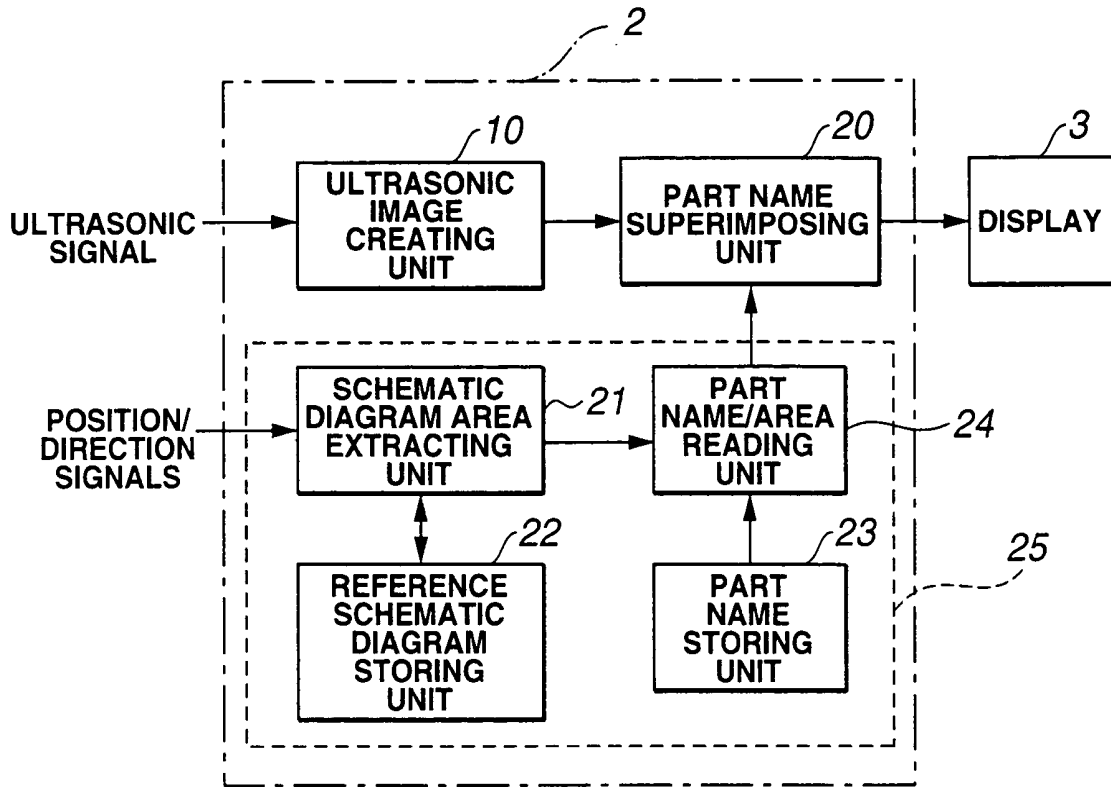 2
10
20
3
ULTRASONIC
SIGNAL
ULTRASONIC
IMAGE
CREATING
UNIT
PART NAME
SUPERIMPOSING
UNIT
DISPLAY
POSITION/
DIRECTION
SIGNALS
SCHEMATIC
DIAGRAM AREA
EXTRACTING
UNIT
21
PART
NAME/AREA
READING
UNIT
24
22
REFERENCE
SCHEMATIC
DIAGRAM
STORING
UNIT
23
PART
NAME
STORING
UNIT
25